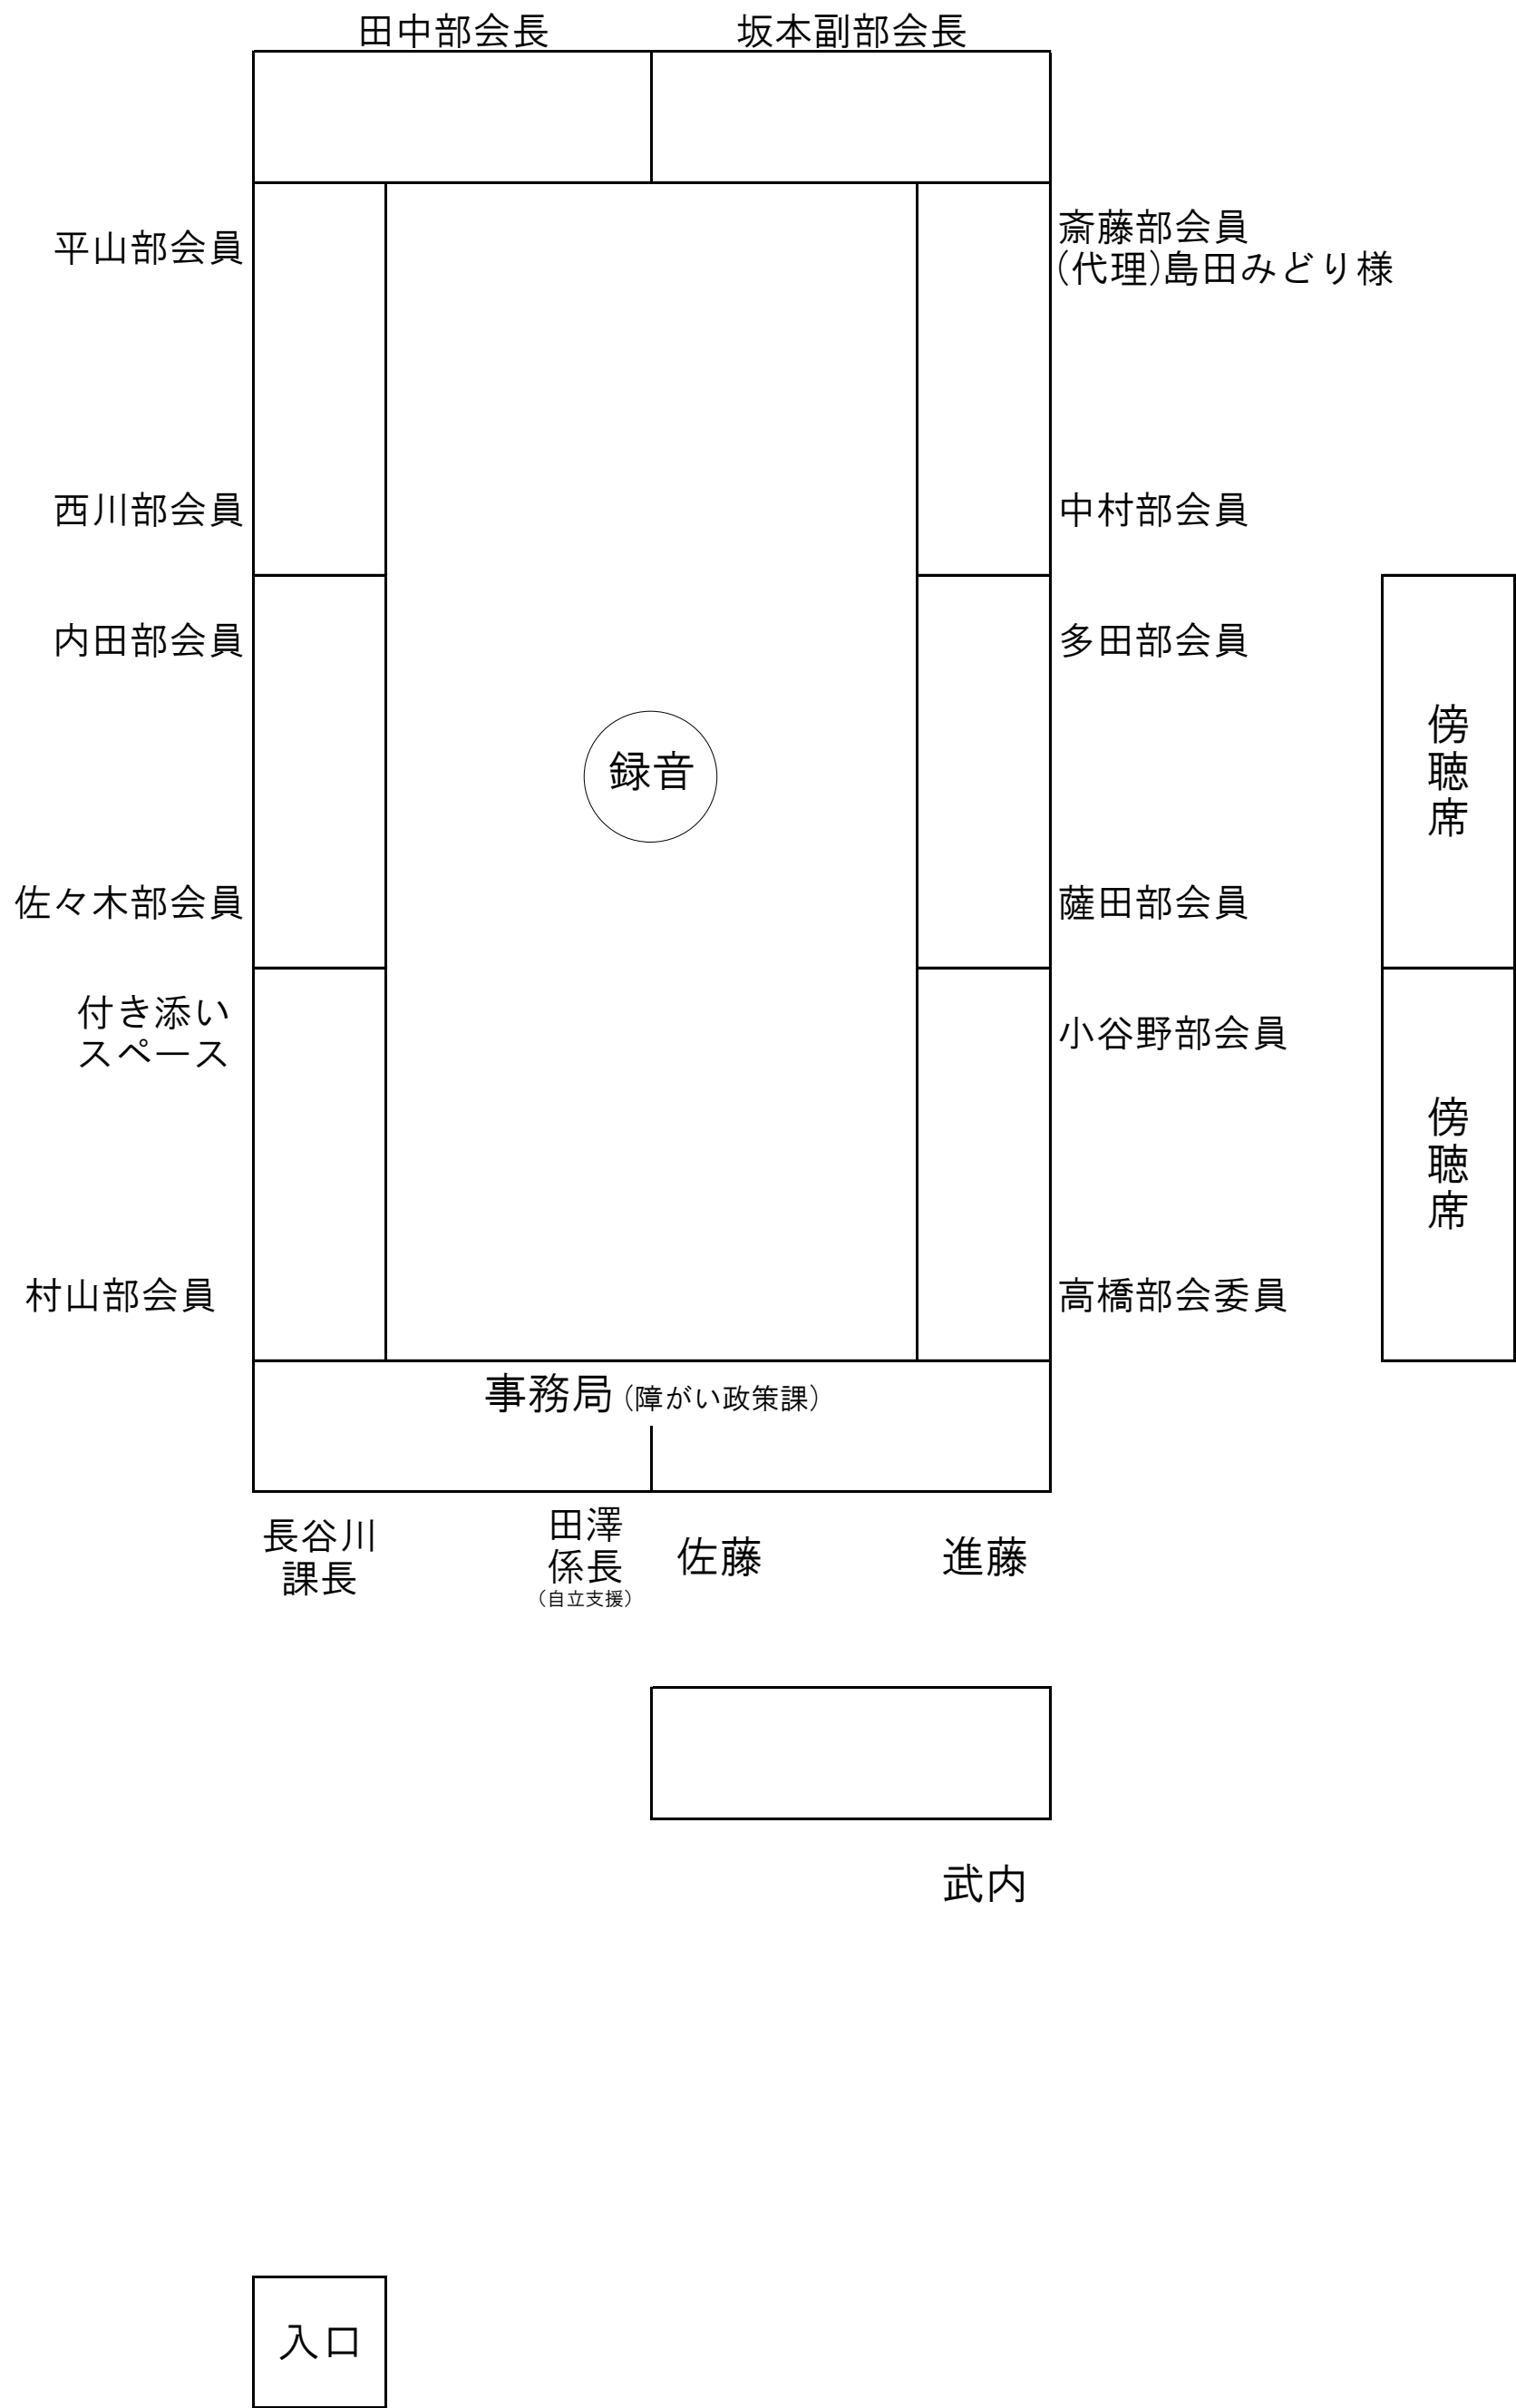 田中部会長
坂本副部会長
平山部会員
斎藤部会員
(代理)島田みどり様
西川部会員
中村部会員
内田部会員
多田部会員
録音
傍聴席
佐々木部会員
薩田部会員
付き添い
スペース
小谷野部会員
傍聴席
村山部会員
高橋部会委員
事務局(障がい政策課)
長谷川
課長
田澤
係長
(自立支援)
佐藤
進藤
武内
入口